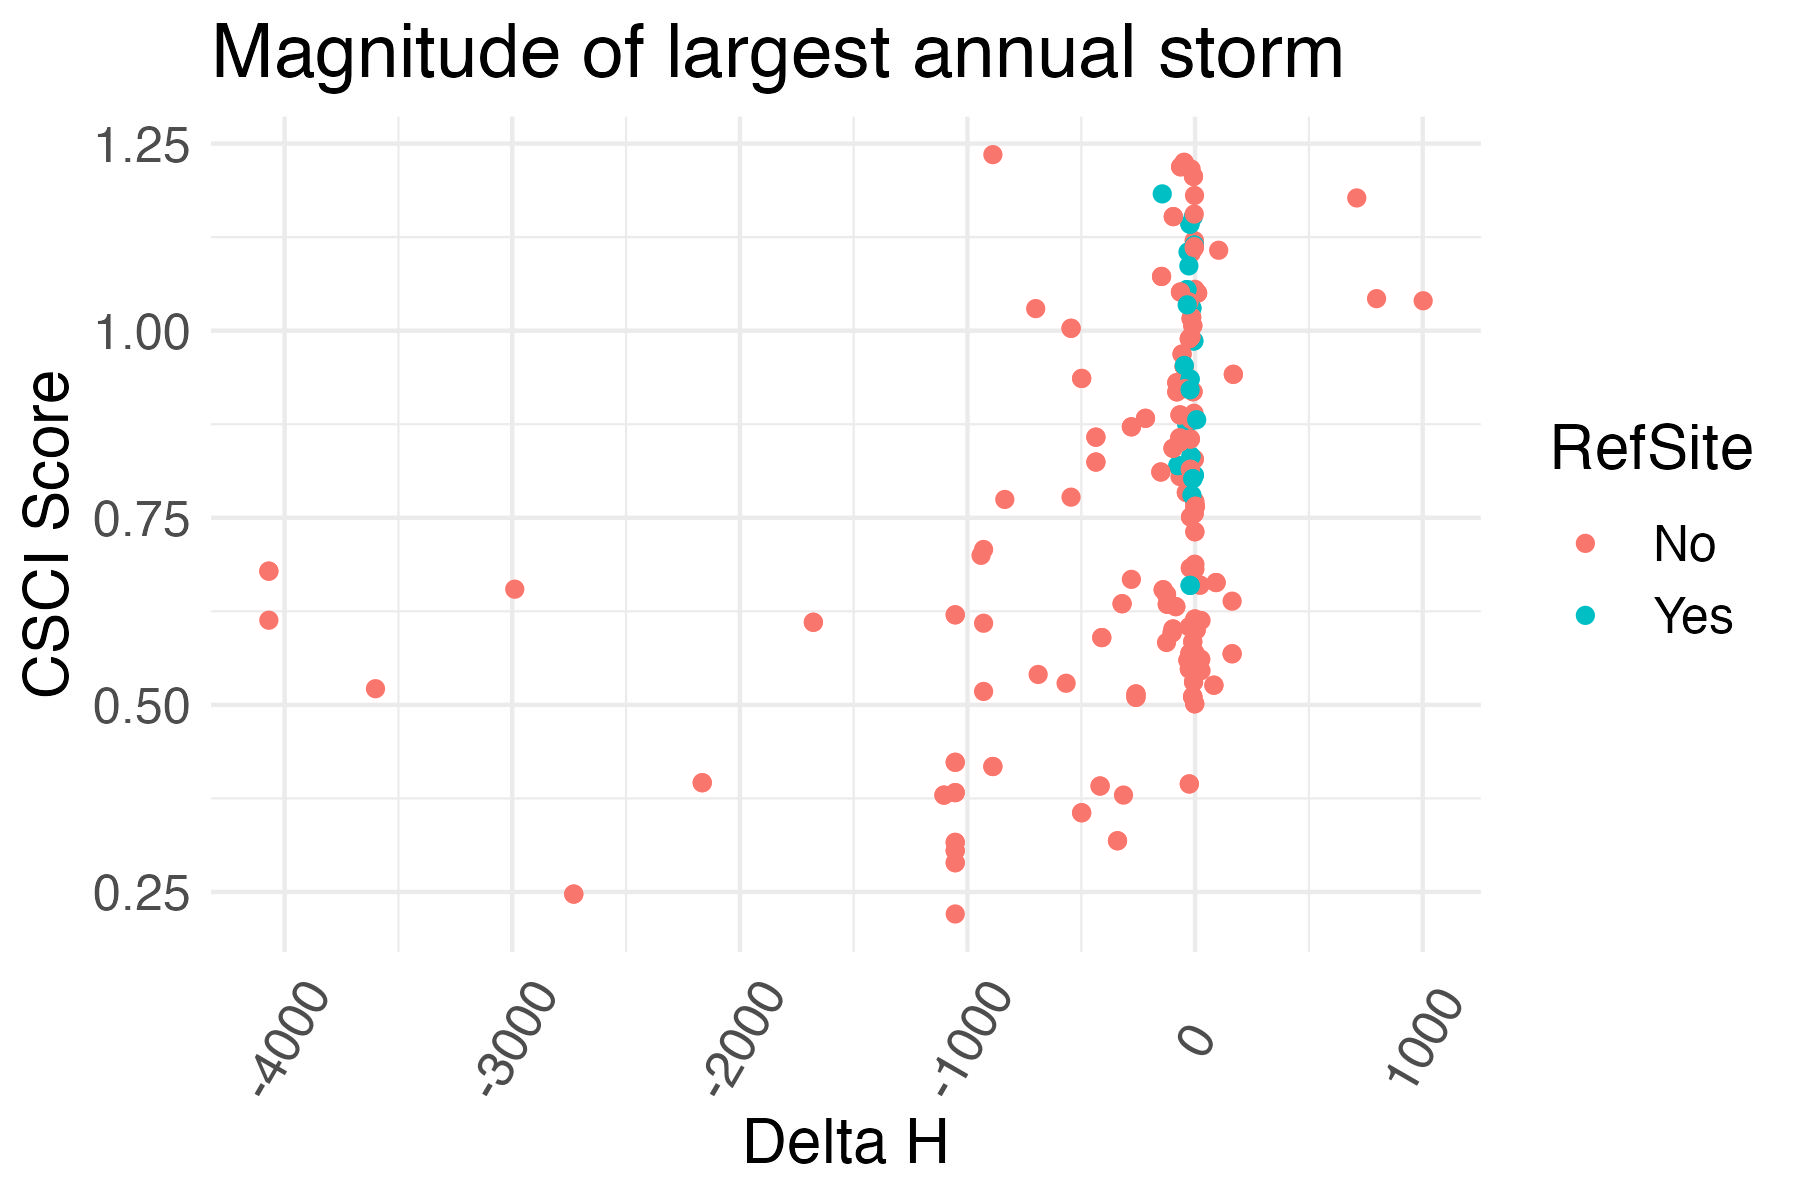 Magnitude of largest annual storm
CSCI Score
1.25
1.00
0.75
0.50
0.25
-4000
-3000
-2000
-1000
0
1000
Delta H
RefSite
No
Yes